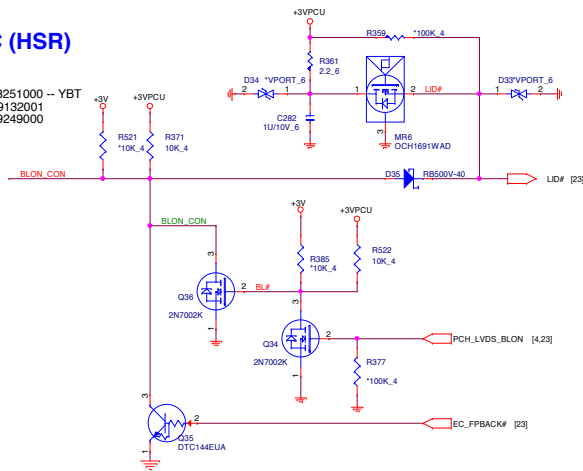 (HSR)
+3VPCU
R359
*100K_4
R361
2.2_6
D34
*VPORT_6
2
1
1
2
LID#
D33*VPORT_6
1
2
8251000 -- YBT
9132001
9249000
+3V
+3VPCU
C282
1U/10V_6
3
MR6
OCH1691WAD
R521
*10K_4
R371
10K_4
BLON_CON
D35
RB500V-40
LID# [23]
BLON_CON
+3V
+3VPCU
R385
*10K_4
R522
10K_4
3
BL#
2
Q36
2N7002K
1
3
Q34
2N7002K
2
1
PCH_LVDS_BLON [4,23]
R377
*100K_4
3
2
EC_FPBACK# [23]
Q35
DTC144EUA
1